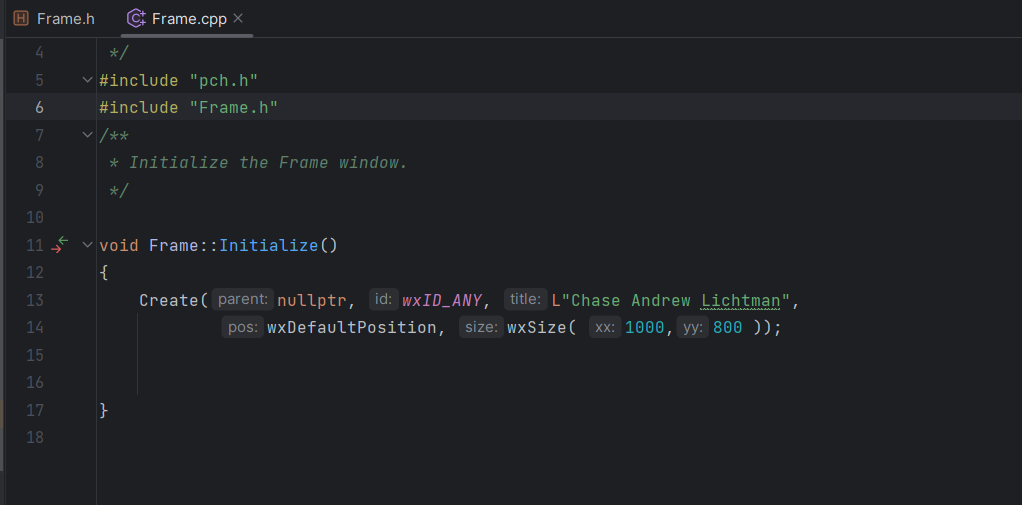 Frame.h Frame.cpp
4 */
5 #include "pch.h"
6 #include "Frame.h"
7 /**
8 * Initialize the Frame window.
9 */
10
11 void Frame::Initialize()
12 {
13 Create( parent: nullptr, id: wxID_ANY, title: L"Chase Andrew Lichtman",
14 pos: wxDefaultPosition, size: wxSize( xx: 1000, yy: 800 ));
15
16
17 }
18